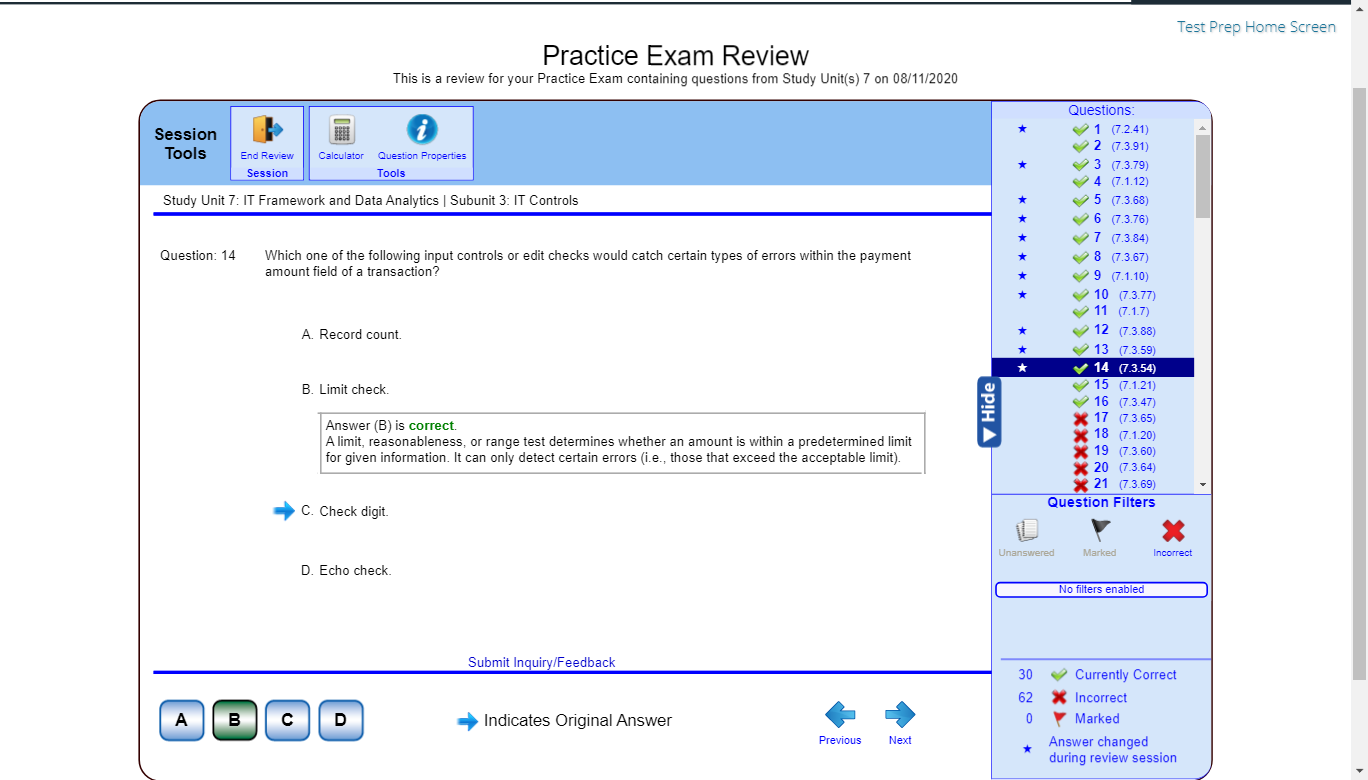 Test Prep Home Screen
Practice Exam Review
This is a review for your Practice Exam containing questions from Study Unit(s) 7 on 08/11/2020
Session
Tools
End Review
Session
Calculator
Question Properties
Tools
Study Unit 7: IT Framework and Data Analytics | Subunit 3: IT Controls
Question: 14
Which one of the following input controls or edit checks would catch certain types of errors within the payment
amount field of a transaction?
A. Record count.
B. Limit check.
Answer (B) is correct.
A limit, reasonableness, or range test determines whether an amount is within a predetermined limit
for given information. It can only detect certain errors (i.e., those that exceed the acceptable limit).
C. Check digit.
D. Echo check.
Submit Inquiry/Feedback
A B C D
Indicates Original Answer
Previous
Next
Hide
Questions:
1 (7.2.41)
2 (7.3.91)
3 (7.3.79)
4 (7.1.12)
5 (7.3.68)
6 (7.3.76)
7 (7.3.84)
8 (7.3.67)
9 (7.1.10)
10 (7.3.77)
11 (7.1.7)
12 (7.3.88)
13 (7.3.59)
14 (7.3.54)
15 (7.1.21)
16 (7.3.47)
17 (7.3.65)
18 (7.1.20)
19 (7.3.60)
20 (7.3.64)
21 (7.3.69)
Question Filters
Unanswered
Marked
Incorrect
No filters enabled
30 Currently Correct
62 Incorrect
0 Marked
Answer changed
during review session